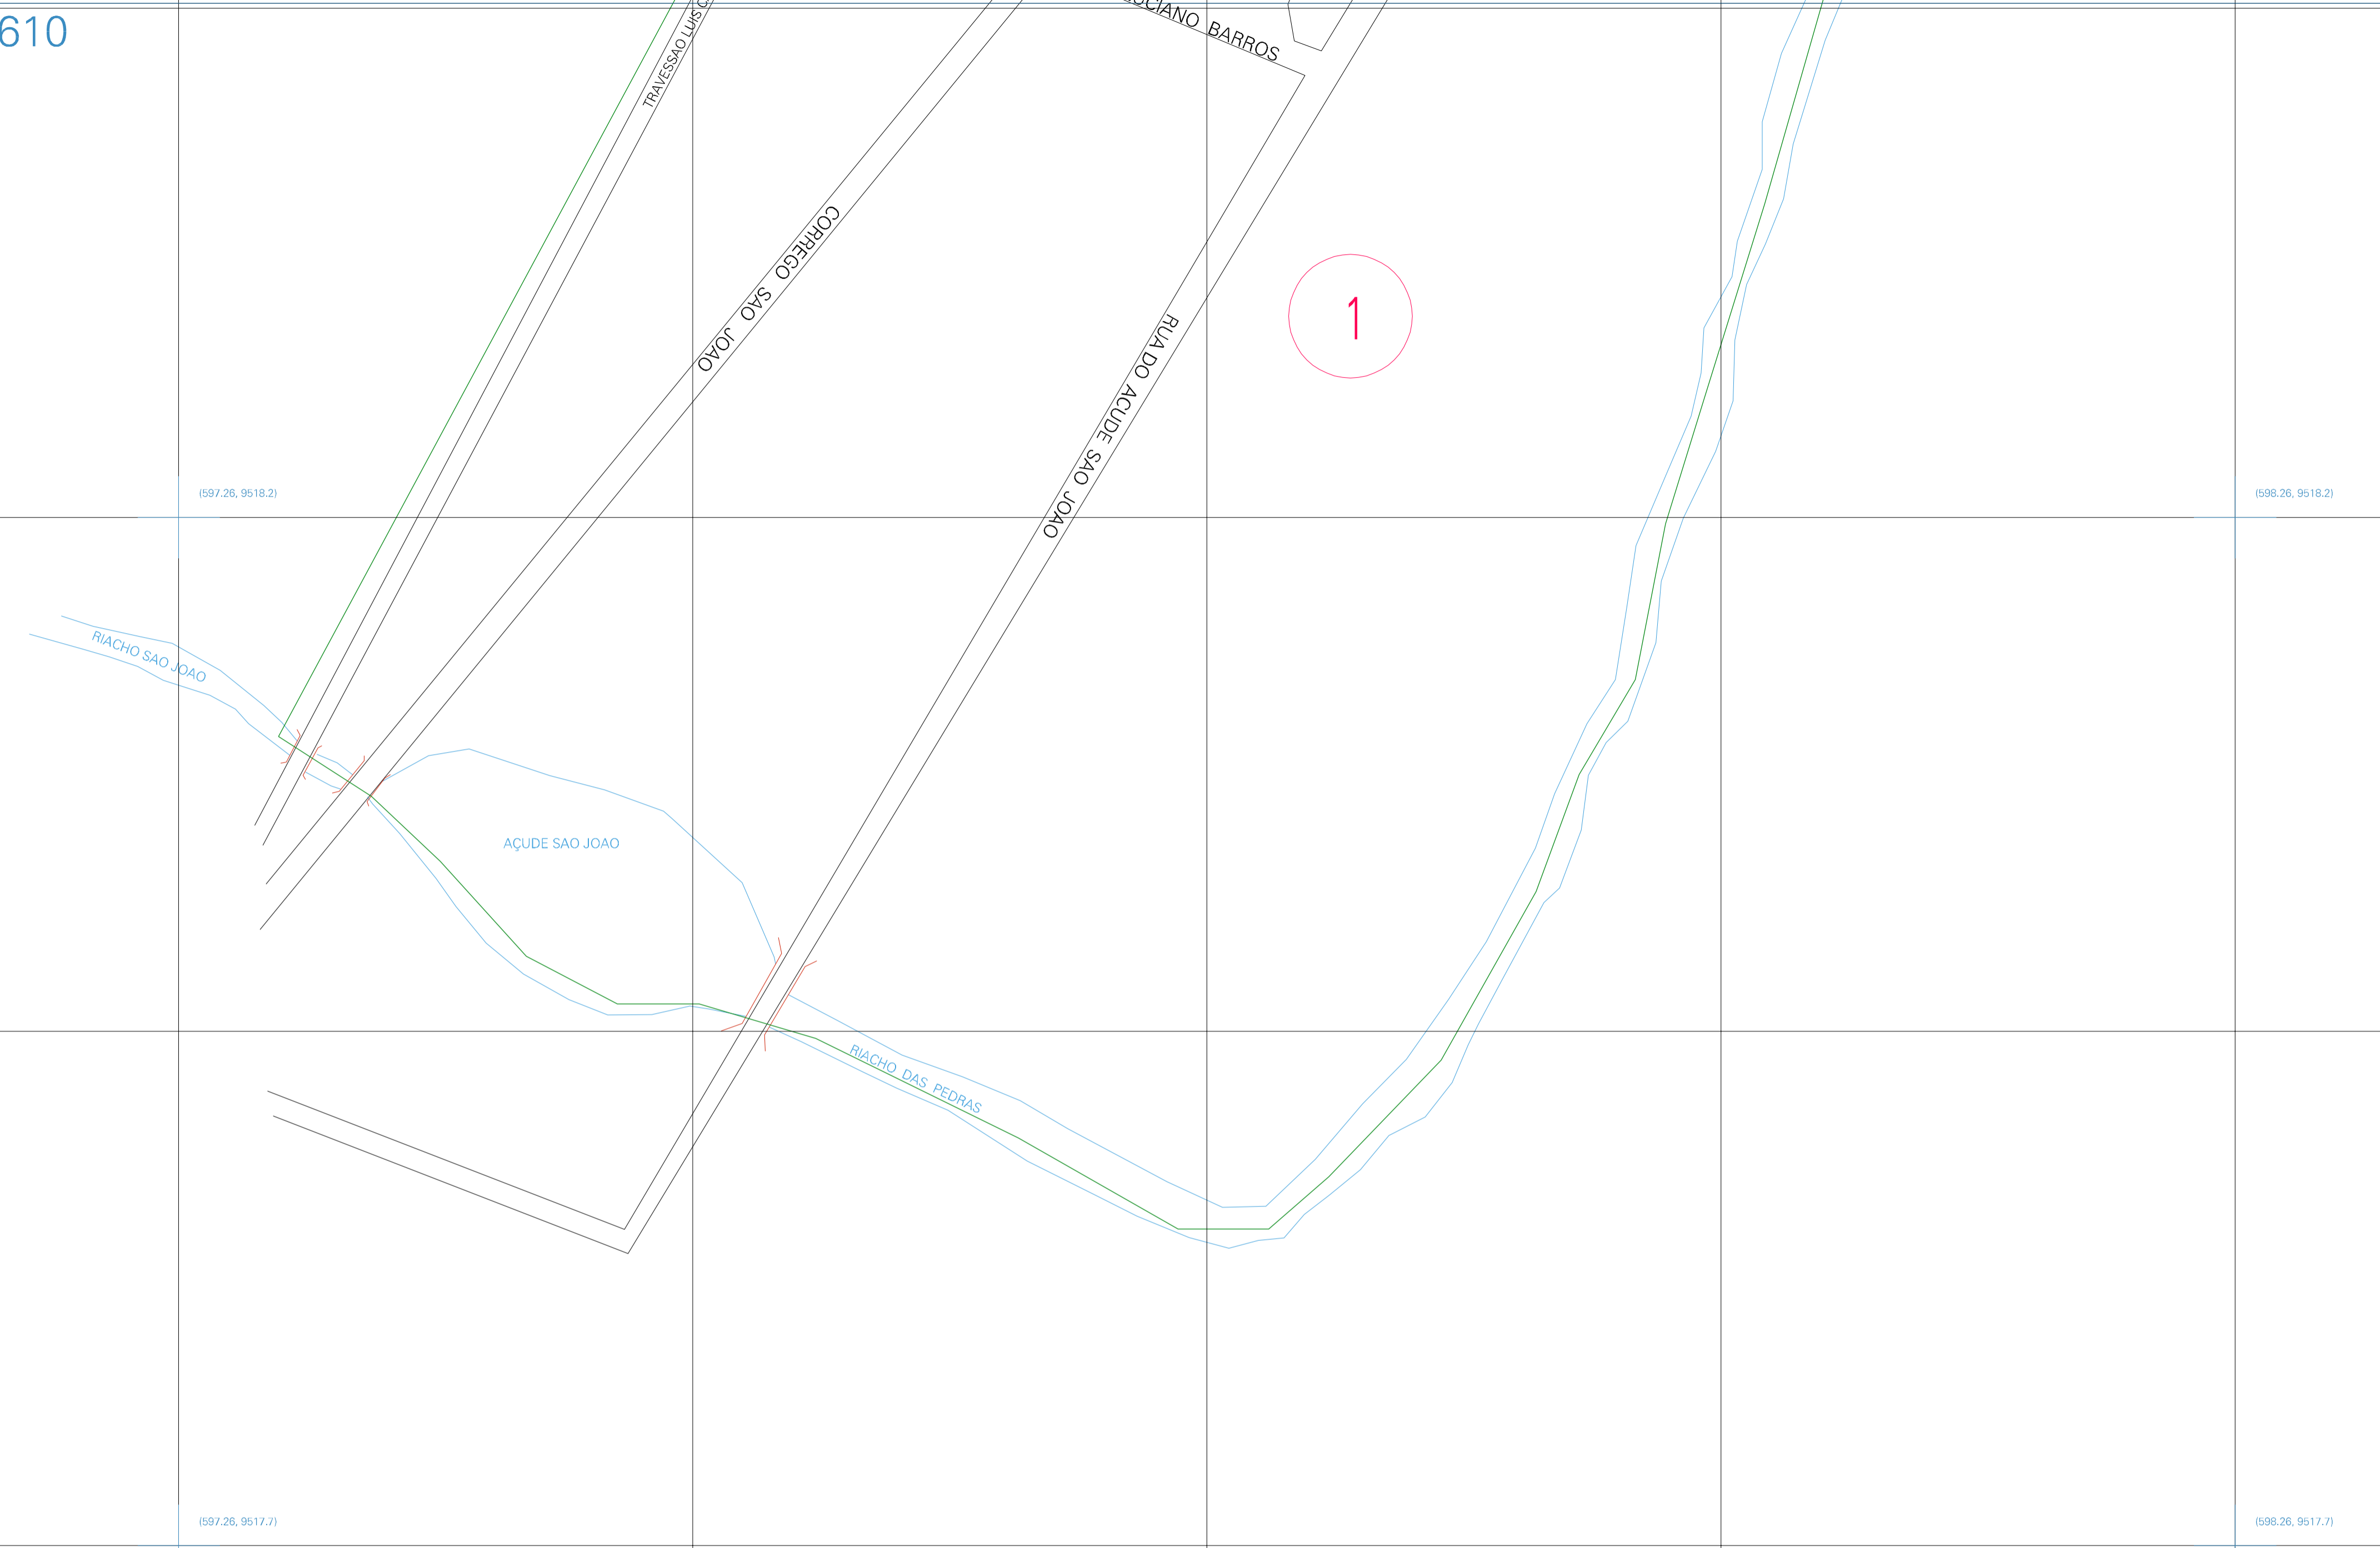 610
TRAVESSAO LUIS
BARROS
CORREGO SAO JOAO
RUA DO AÇUDE SAO JOAO
1
(597.26, 9518.2)
(598.26, 9518.2)
RIACHO SAO JOAO
AÇUDE SAO JOAO
RIACHO DAS PEDRAS
(597.26, 9517.7)
(598.26, 9517.7)